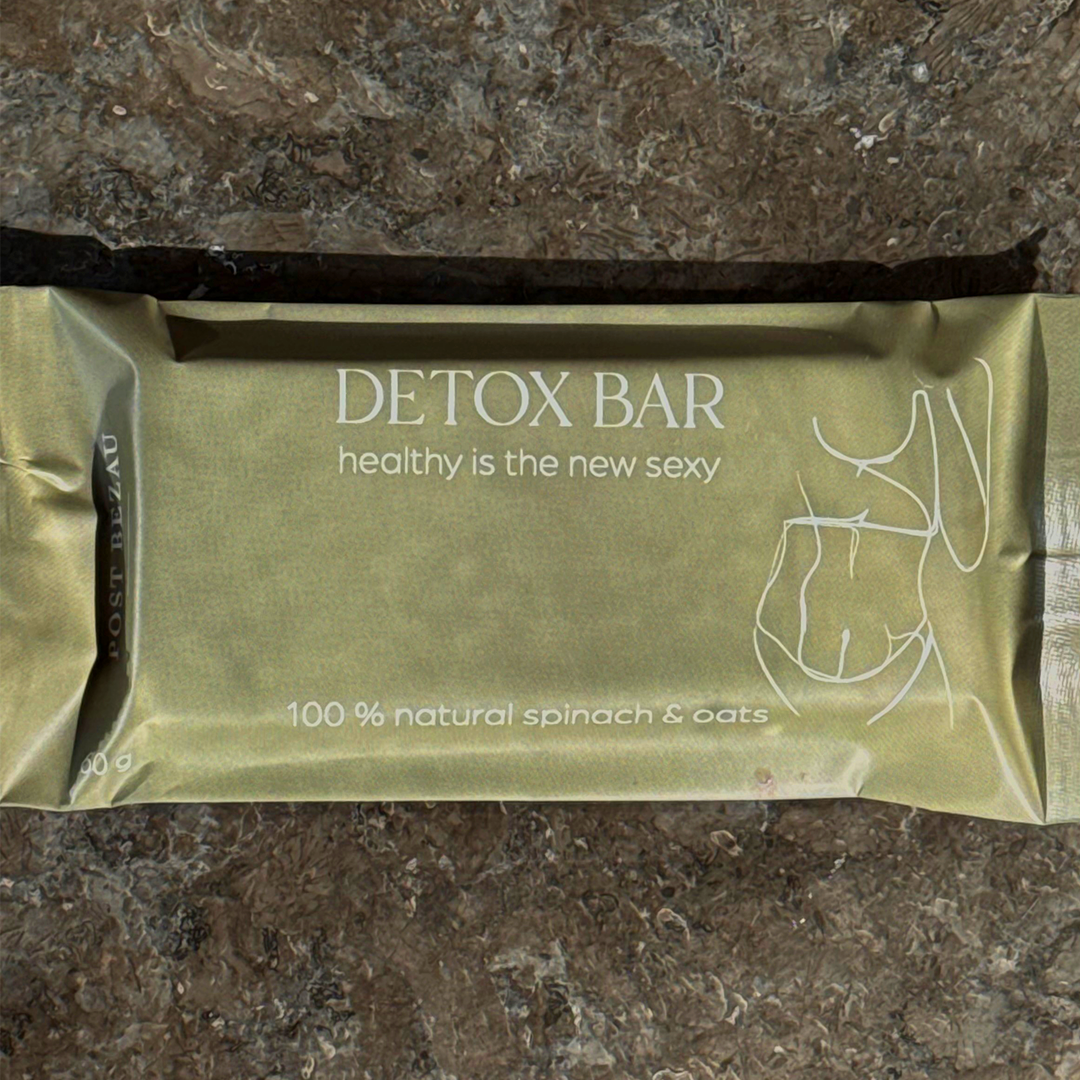 DETOX BAR
healthy is the new sexy
POST BEZAU
100 % natural spinach & oats